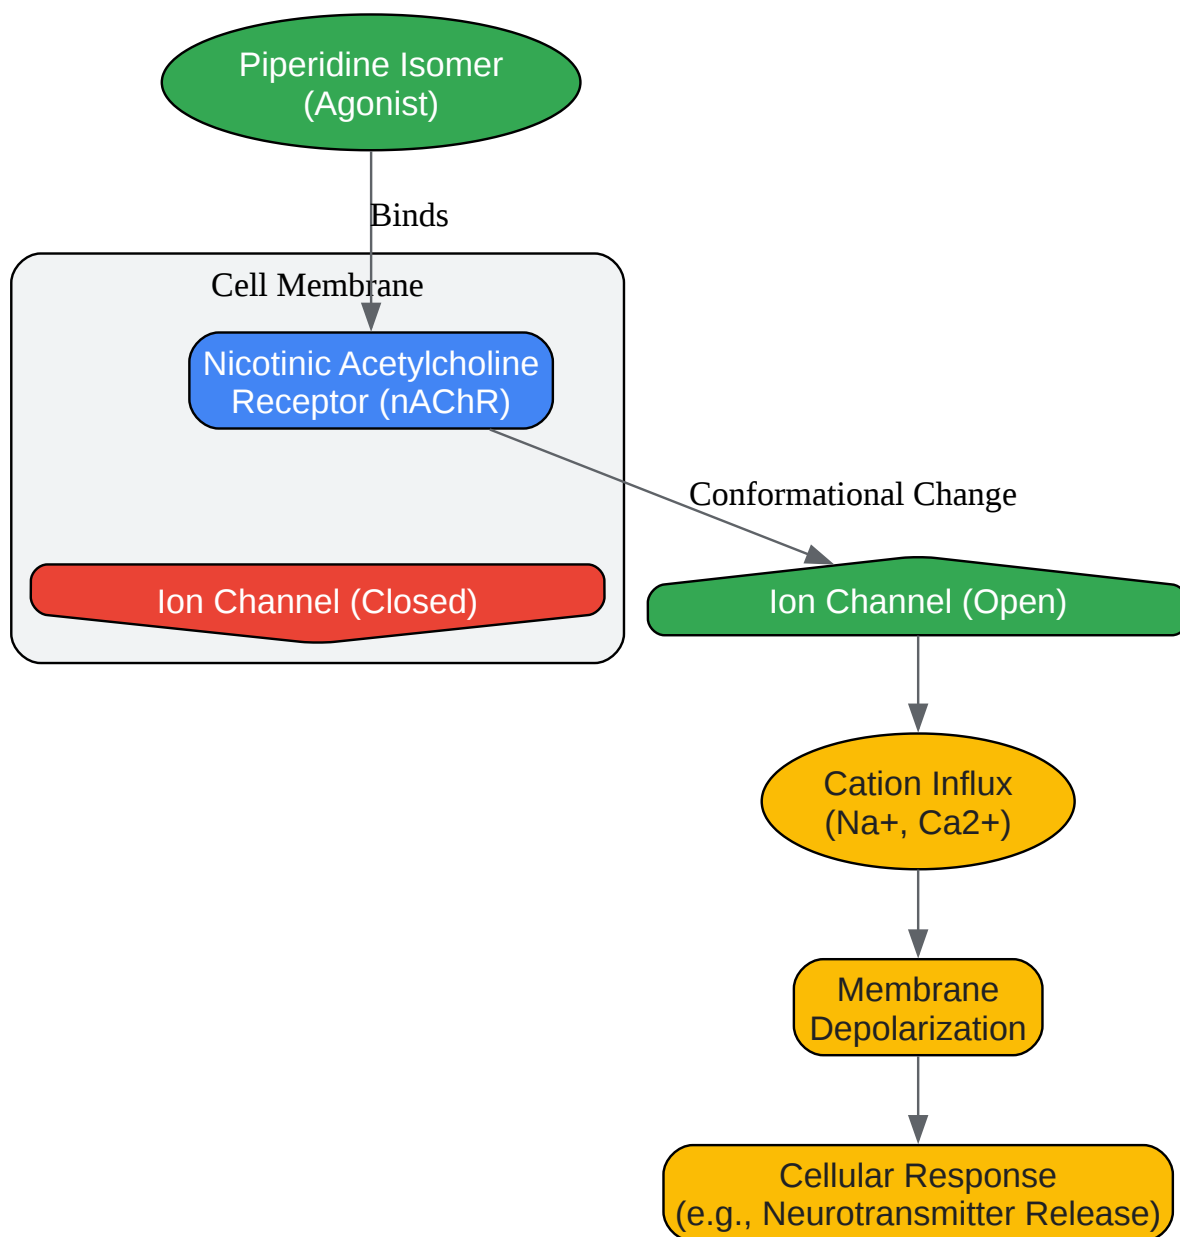 Piperidine Isomer
(Agonist)
Binds
Cell Membrane
Nicotinic Acetylcholine
Receptor (nAChR)
Conformational Change
Ion Channel (Closed)
Ion Channel (Open)
Cation Influx
(Na+, Ca2+)
Membrane
Depolarization
Cellular Response
(e.g., Neurotransmitter Release)